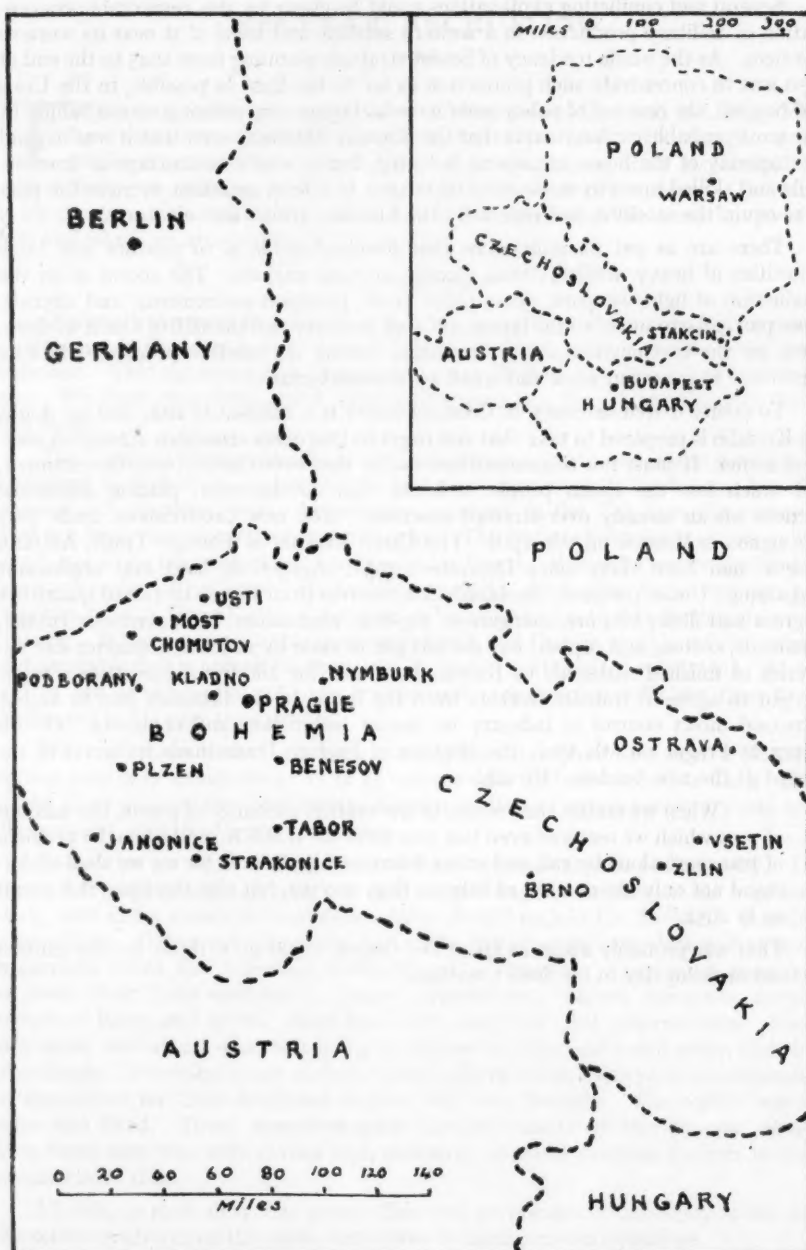 Miles 0 100 200 300
POLAND
WARSAW
CZECHOSLOVAKIA
AUSTRIA
BUDAPEST
HUNGARY
BERLIN
GERMANY
POLAND
USTI
MOST
CHOMUTOV
PODBORANY
KLADNO
NYMBURK
PRAGUE
BOHEMIA
PLZEN
BENESOV
OSTRAVA
CZECHOSLOVAKIA
TABOR
JANONICE
STRAKONICE
VSETIN
ZLIN
BRNO
AUSTRIA
0 20 40 60 80 100 120 140
Miles
HUNGARY